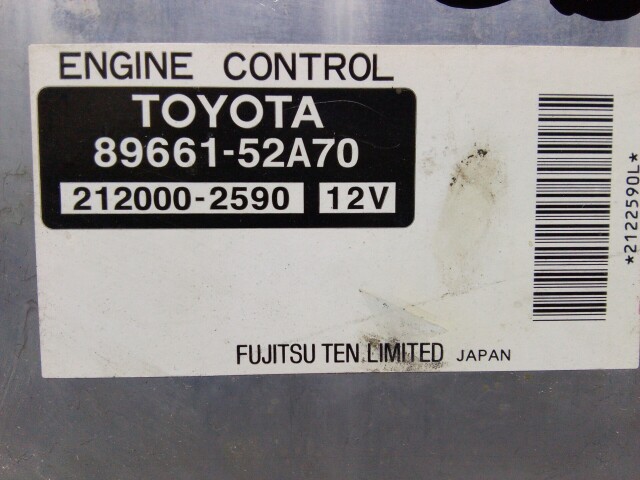 ENGINE CONTROL
TOYOTA
89661-52A70
212000-2590 12V
*2122590L*
FUJITSU TEN LIMITED JAPAN